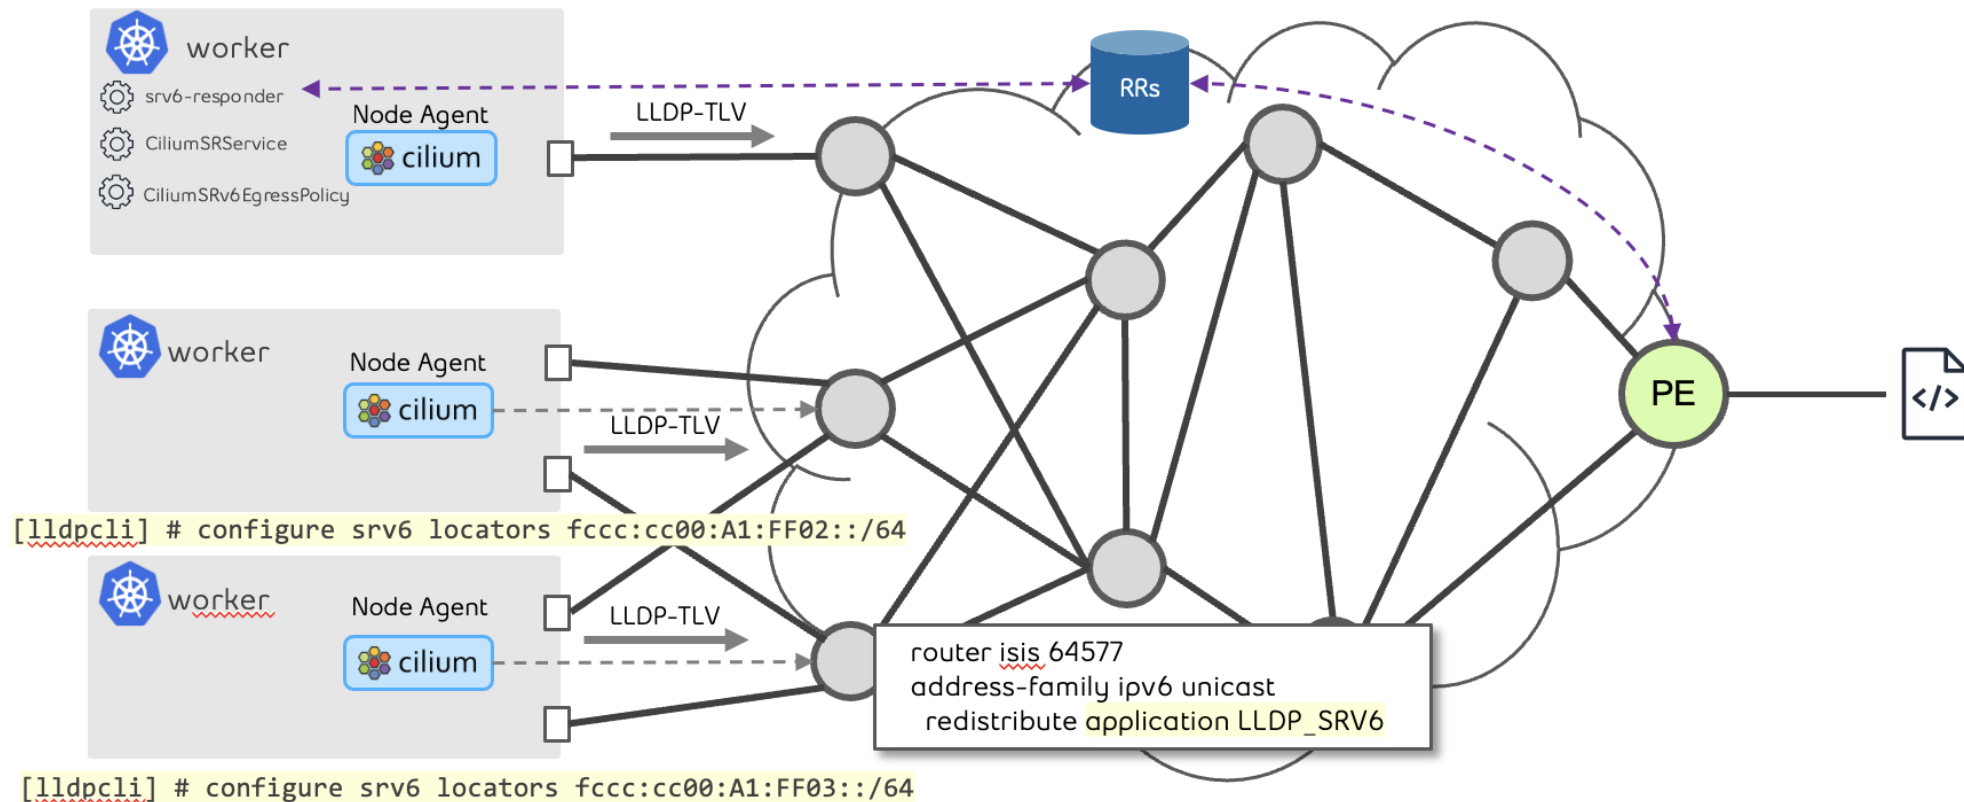 worker
srv6-responder
CiliumSRService
CiliumSRv6EgressPolicy
Node Agent
cilium
LLDP-TLV
RRs
worker
Node Agent
cilium
LLDP-TLV
PE
</>
[lldpcli] # configure srv6 locators fccc:cc00:A1:FF02::/64
worker
Node Agent
cilium
LLDP-TLV
router isis 64577
address-family ipv6 unicast
redistribute application LLDP_SRV6
[lldpcli] # configure srv6 locators fccc:cc00:A1:FF03::/64